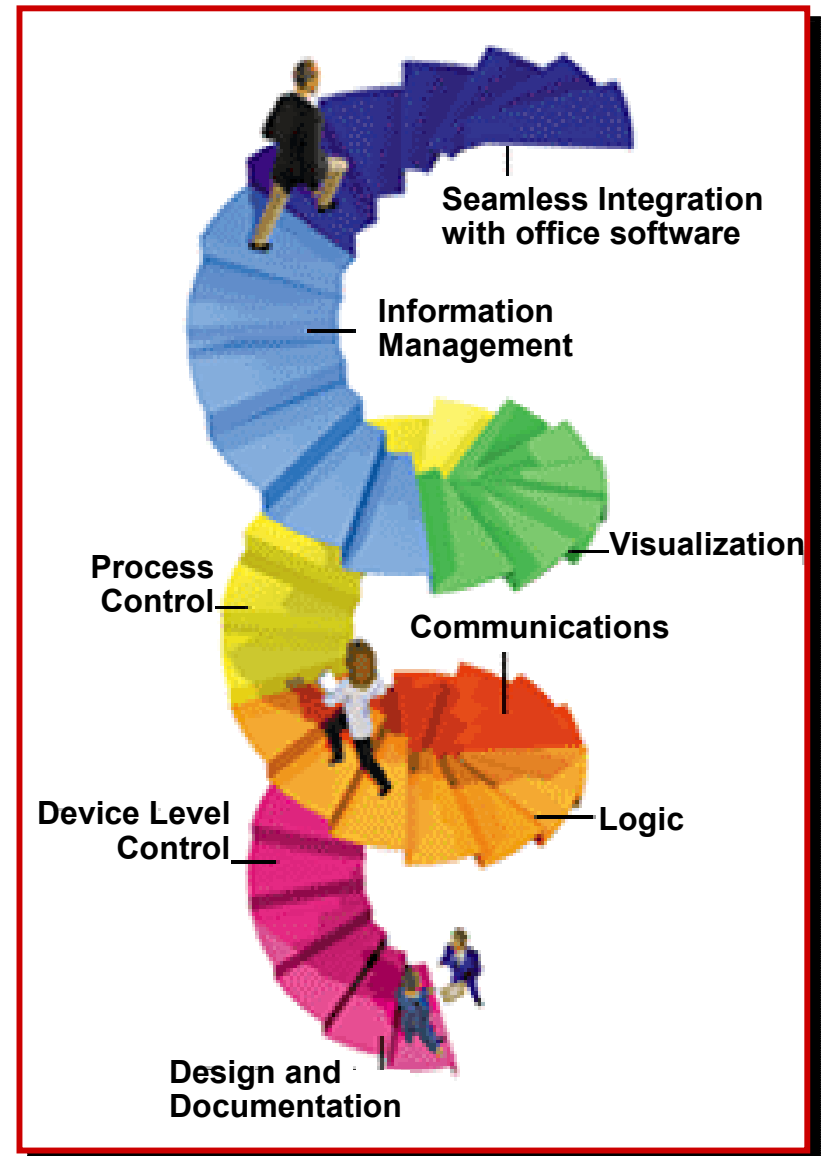 Seamless Integration
with office software
Information
Management
Visualization
Process
Control
Communications
Device Level
Control
Logic
Design and
Documentation